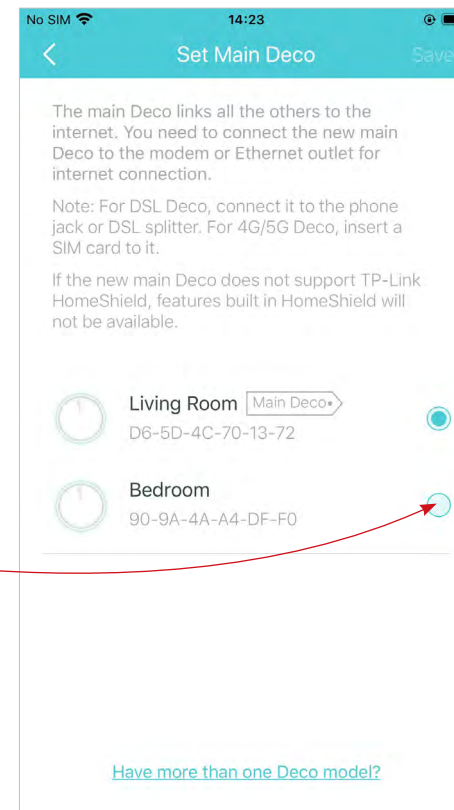 No SIM 14:23
Set Main Deco Save
The main Deco links all the others to the
internet. You need to connect the new main
Deco to the modem or Ethernet outlet for
internet connection.
Note: For DSL Deco, connect it to the phone
jack or DSL splitter. For 4G/5G Deco, insert a
SIM card to it.
If the new main Deco does not support TP-Link
HomeShield, features built in HomeShield will
not be available.
Living Room Main Deco
D6-5D-4C-70-13-72
Bedroom
90-9A-4A-A4-DF-F0
Have more than one Deco model?